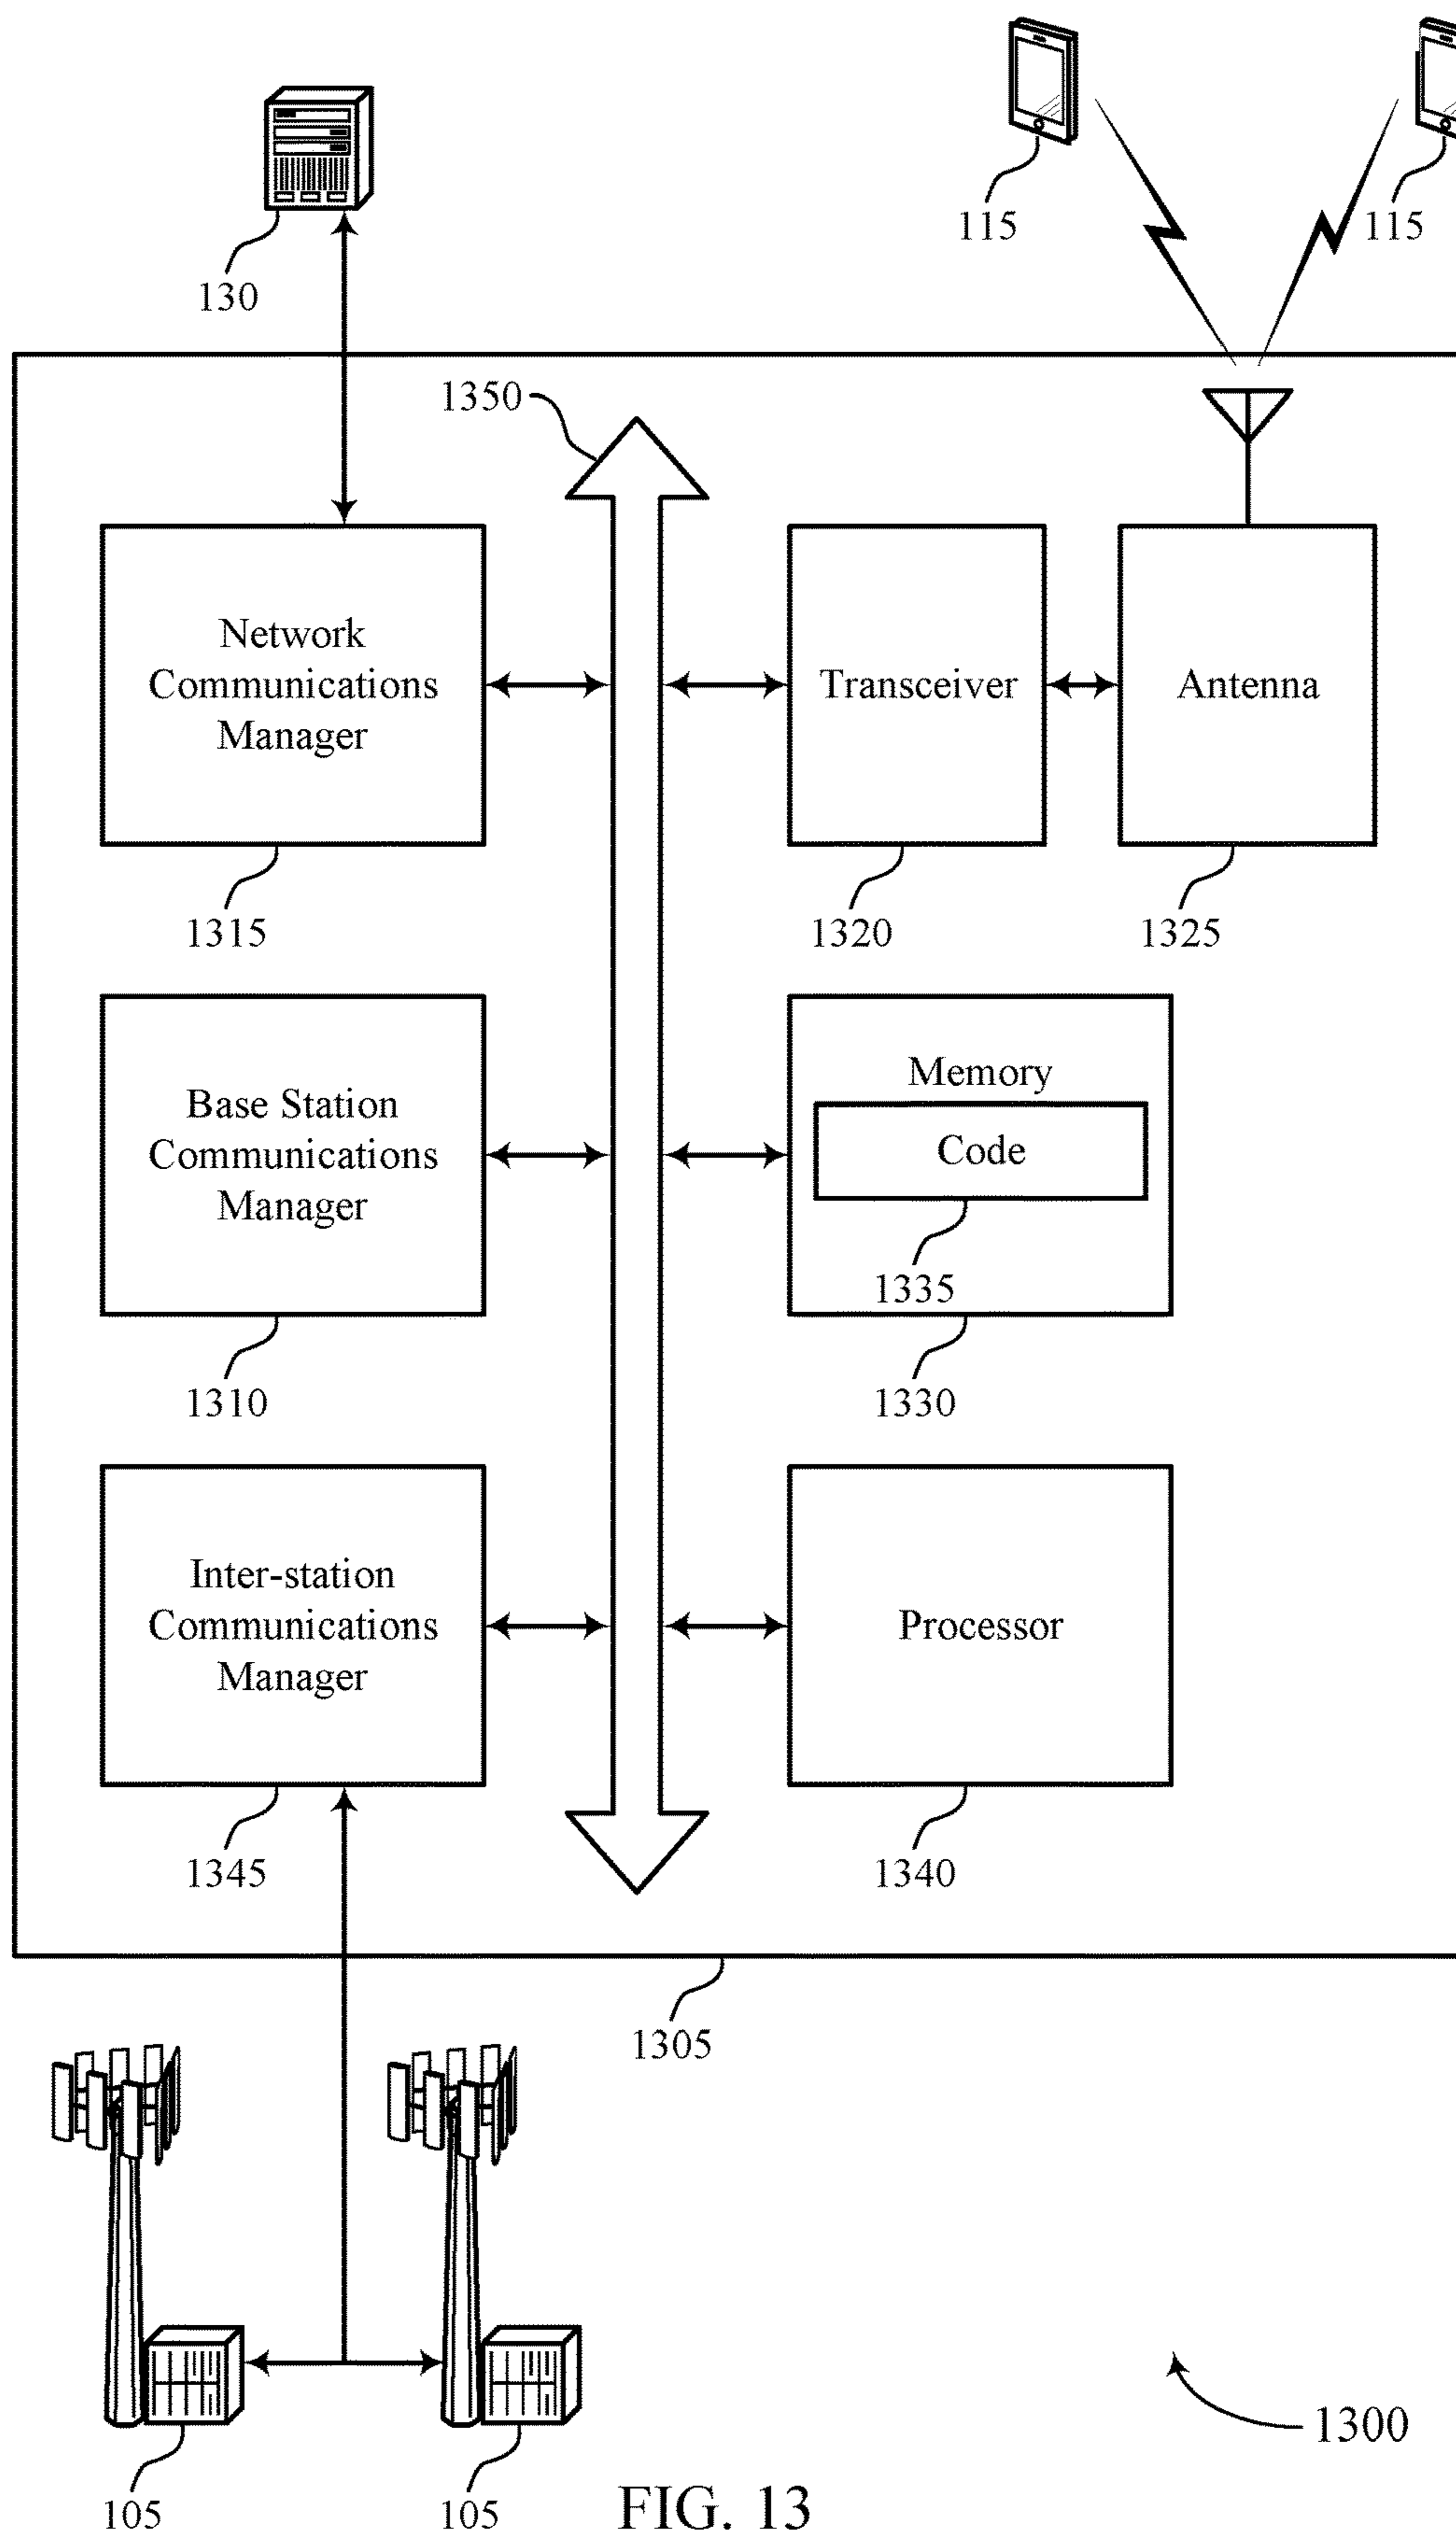 115
115
130
1350
Network
Communications
Manager
Transceiver
Antenna
1315
1320
1325
Base Station
Communications
Manager
Memory
Code
1335
1310
1330
Inter-station
Communications
Manager
Processor
1345
1340
1305
1300
105
105
FIG. 13